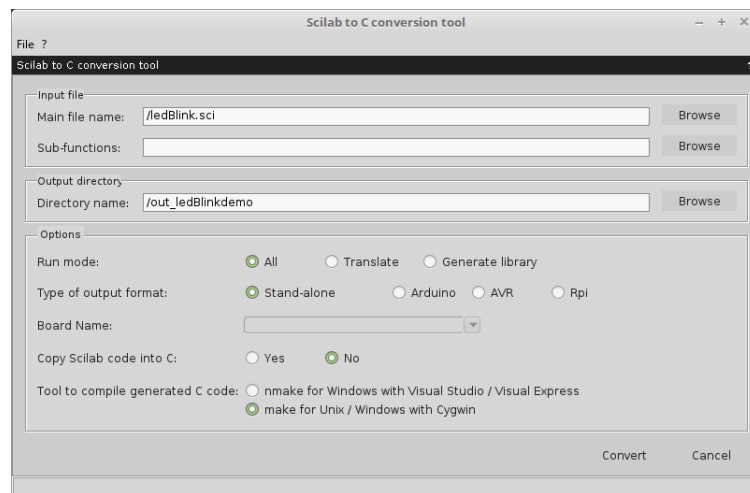 Scilab to C conversion tool
File ?
Scilab to C conversion tool
Input file
Main file name: /ledBlink.sci Browse
Sub-functions: Browse
Output directory
Directory name: /out_ledBlinkdemo Browse
Options
Run mode: All Translate Generate library
Type of output format: Stand-alone Arduino AVR Rpi
Board Name:
Copy Scilab code into C: Yes No
Tool to compile generated C code: nmake for Windows with Visual Studio / Visual Express
make for Unix / Windows with Cygwin
Convert Cancel